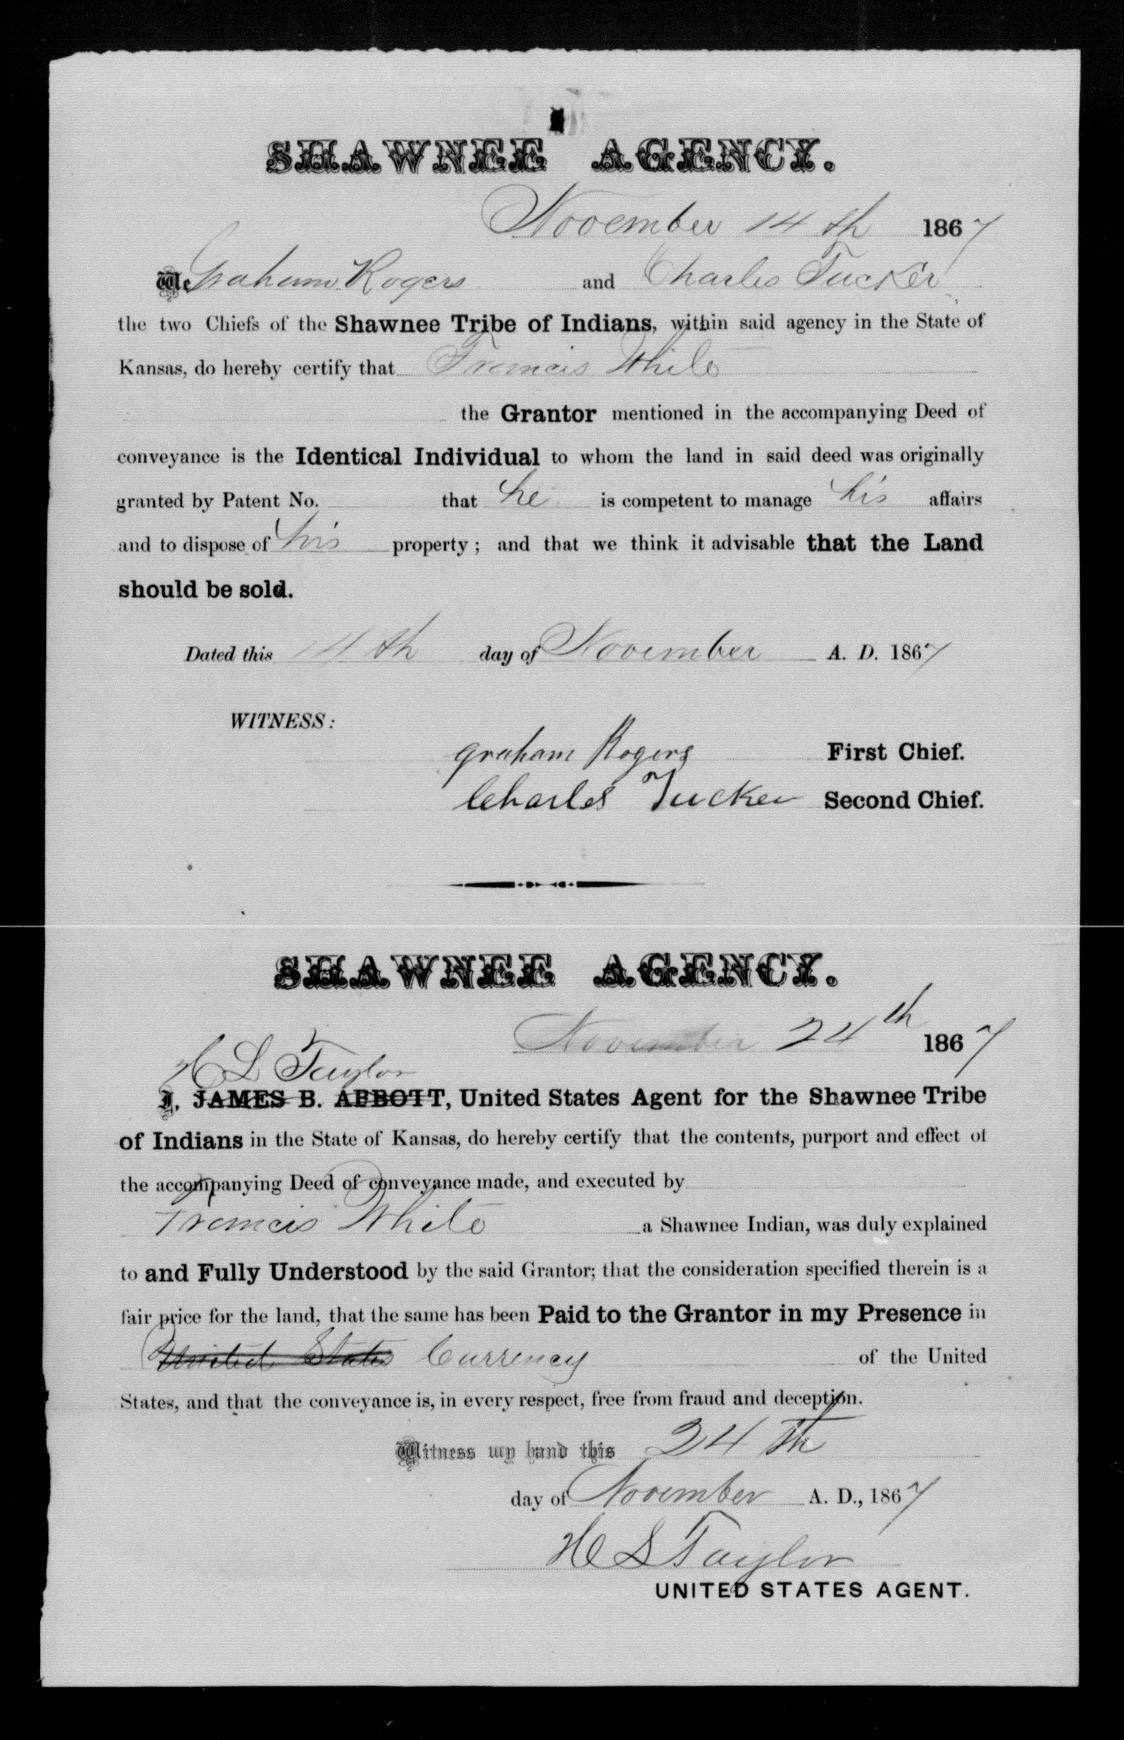 SHAWNEE AGENCY.
November 14th 1867
We Graham Rogers and Charles Tucker
the two Chiefs of the Shawnee Tribe of Indians, within said agency in the State of
Kansas, do hereby certify that Francis White
the Grantor mentioned in the accompanying Deed of
conveyance is the Identical Individual to whom the land in said deed was originally
granted by Patent No. that he is competent to manage his affairs
and to dispose of his property; and that we think it advisable that the Land
should be sold.
Dated this 14th day of November A. D. 1867
WITNESS:
Graham Rogers First Chief.
Charles Tucker Second Chief.
SHAWNEE AGENCY.
November 24th 1867
H L Taylor
I, JAMES B. ABBOTT, United States Agent for the Shawnee Tribe
of Indians in the State of Kansas, do hereby certify that the contents, purport and effect of
the accompanying Deed of conveyance made, and executed by
Francis White a Shawnee Indian, was duly explained
to and Fully Understood by the said Grantor; that the consideration specified therein is a
fair price for the land, that the same has been Paid to the Grantor in my Presence in
United States Currency of the United
States, and that the conveyance is, in every respect, free from fraud and deception.
Witness my hand this 24th
day of November A. D., 1867
H L Taylor
UNITED STATES AGENT.